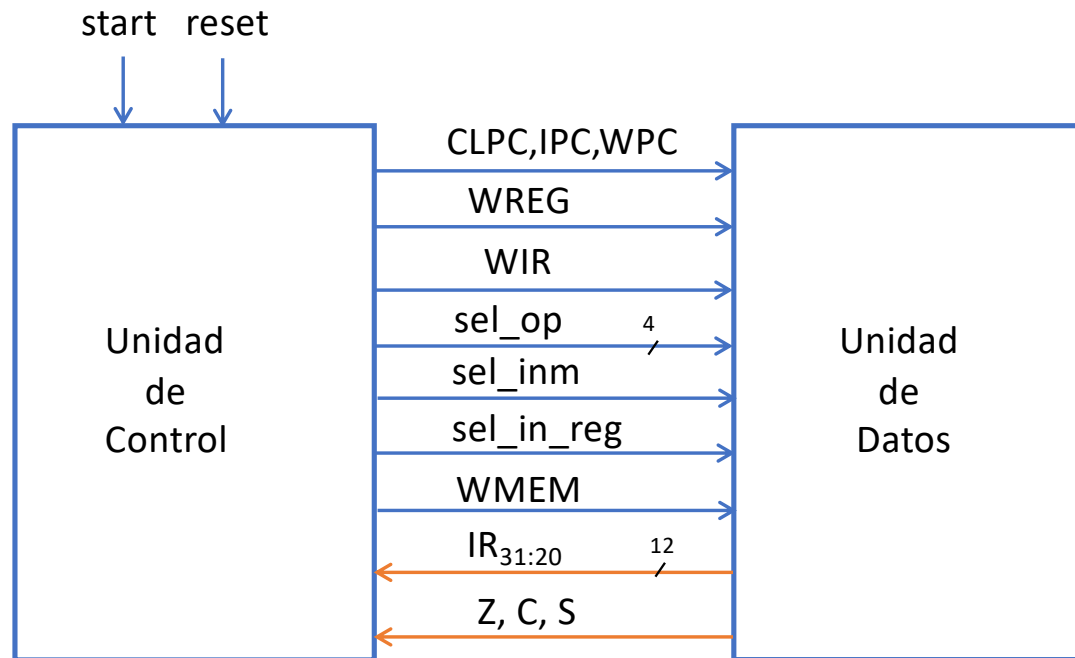 start reset
CLPC,IPC,WPC
WREG
WIR
sel_op 4
sel_inm
sel_in_reg
WMEM
IR31:20 12
Z, C, S
Unidad
de
Control
Unidad
de
Datos